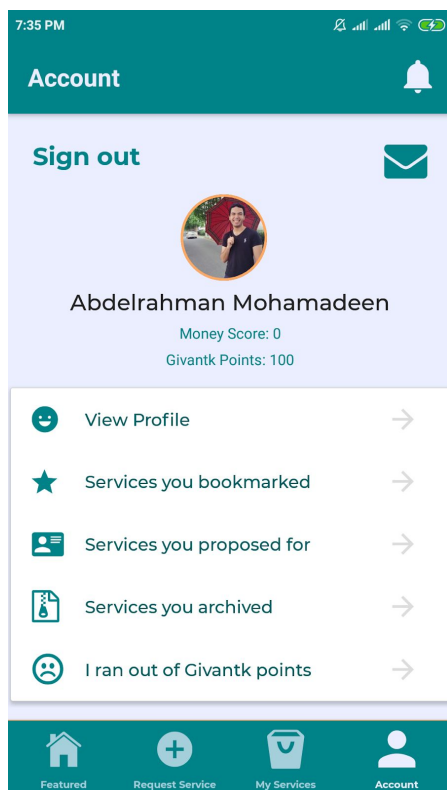 7:35 PM
Account
Sign out
Abdelrahman Mohamadeen
Money Score: 0
Givantk Points: 100
View Profile
Services you bookmarked
Services you proposed for
Services you archived
I ran out of Givantk points
Featured
Request Service
My Services
Account